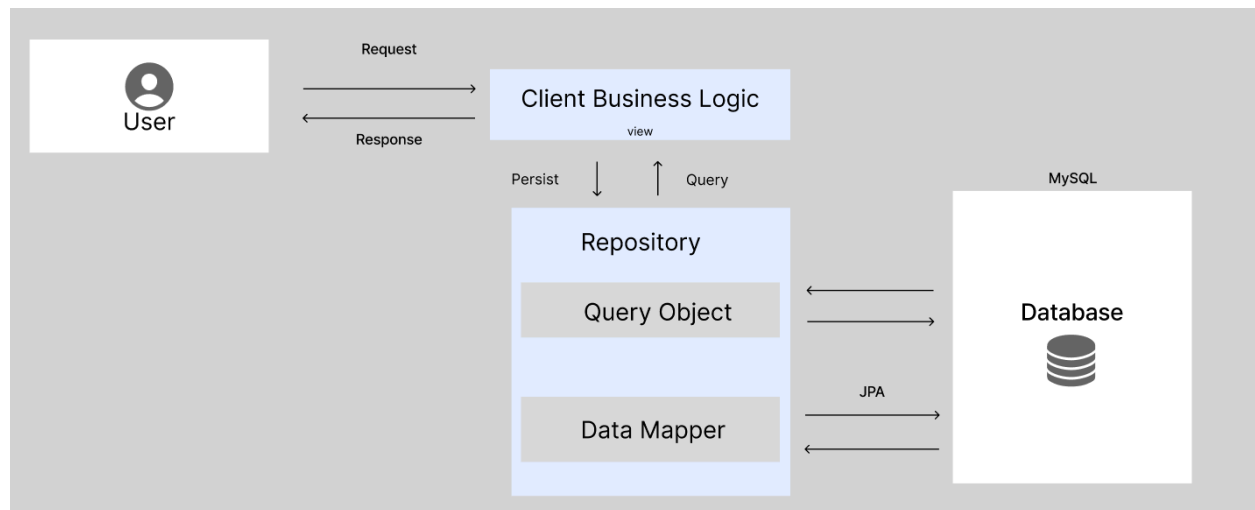 Request
User
Response
Client Business Logic
view
Persist
Query
MySQL
Repository
Query Object
Database
JPA
Data Mapper